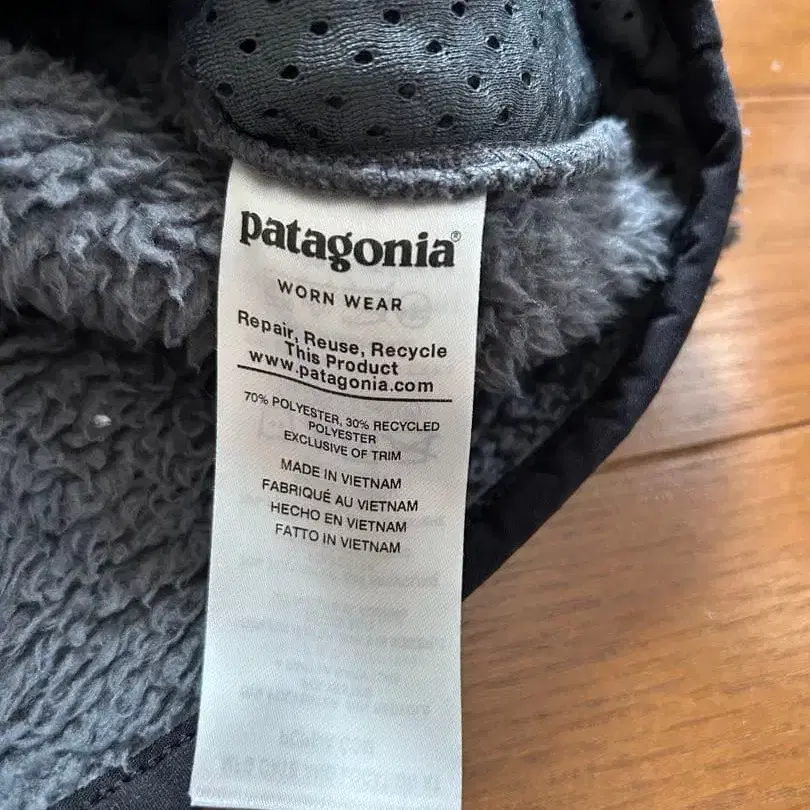 patagonia®
WORN WEAR
Repair, Reuse, Recycle
This Product
www.patagonia.com
70% POLYESTER, 30% RECYCLED
POLYESTER
EXCLUSIVE OF TRIM
MADE IN VIETNAM
FABRIQUÉ AU VIETNAM
HECHO EN VIETNAM
FATTO IN VIETNAM